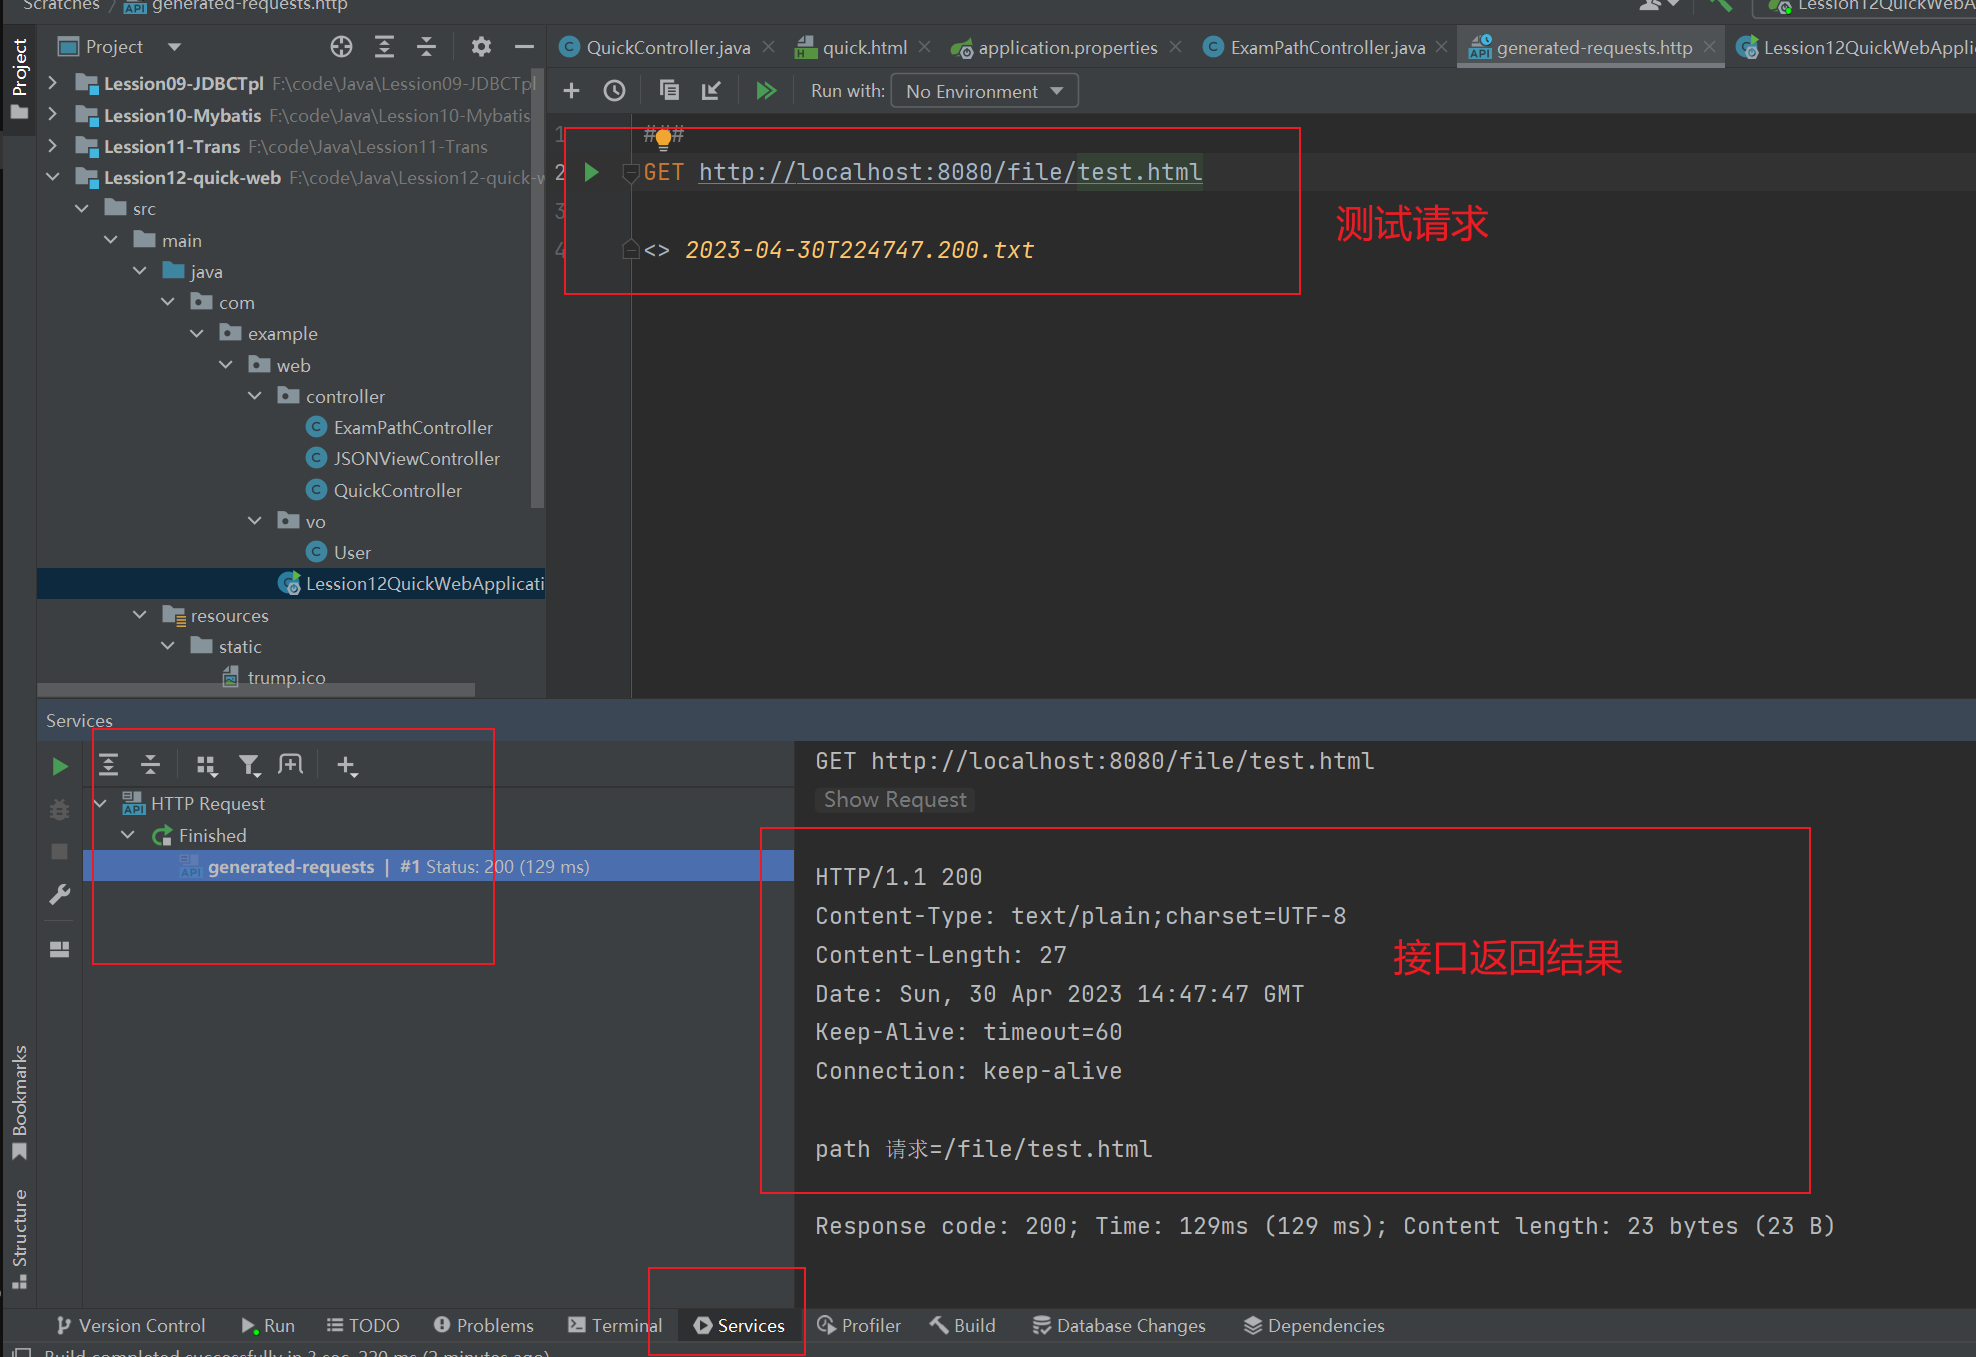 Scratches / generated-requests.http
Lession12QuickWebA
Project
Project
QuickController.java
quick.html
application.properties
ExamPathController.java
generated-requests.http
Lession12QuickWebAppli
Run with: No Environment
Lession09-JDBCTpl F:\code\Java\Lession09-JDBCTpl
Lession10-Mybatis F:\code\Java\Lession10-Mybatis
Lession11-Trans F:\code\Java\Lession11-Trans
Lession12-quick-web F:\code\Java\Lession12-quick-w
src
main
java
com
example
web
controller
ExamPathController
JSONViewController
QuickController
vo
User
Lession12QuickWebApplicati
resources
static
trump.ico
1 ###
2 GET http://localhost:8080/file/test.html
3
4 <> 2023-04-30T224747.200.txt
测试请求
Services
HTTP Request
Finished
generated-requests | #1 Status: 200 (129 ms)
GET http://localhost:8080/file/test.html
Show Request
HTTP/1.1 200
Content-Type: text/plain;charset=UTF-8
Content-Length: 27
Date: Sun, 30 Apr 2023 14:47:47 GMT
Keep-Alive: timeout=60
Connection: keep-alive
path 请求=/file/test.html
接口返回结果
Response code: 200; Time: 129ms (129 ms); Content length: 23 bytes (23 B)
Bookmarks
Structure
Version Control
Run
TODO
Problems
Terminal
Services
Profiler
Build
Database Changes
Dependencies
Build completed successfully in 3 sec, 220 ms (2 minutes ago)